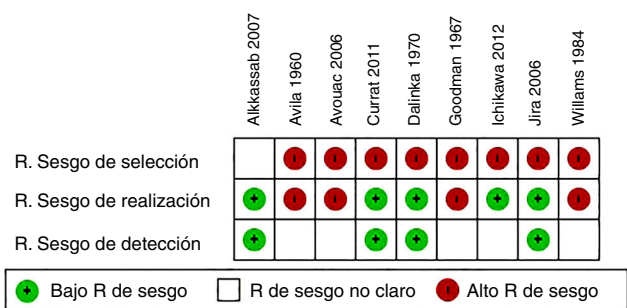 Alkkassab 2007
Avila 1960
Avouac 2006
Currat 2011
Dalinka 1970
Goodman 1967
Ichikawa 2012
Jira 2006
Willams 1984
R. Sesgo de selección
R. Sesgo de realización
R. Sesgo de detección
Bajo R de sesgo R de sesgo no claro Alto R de sesgo